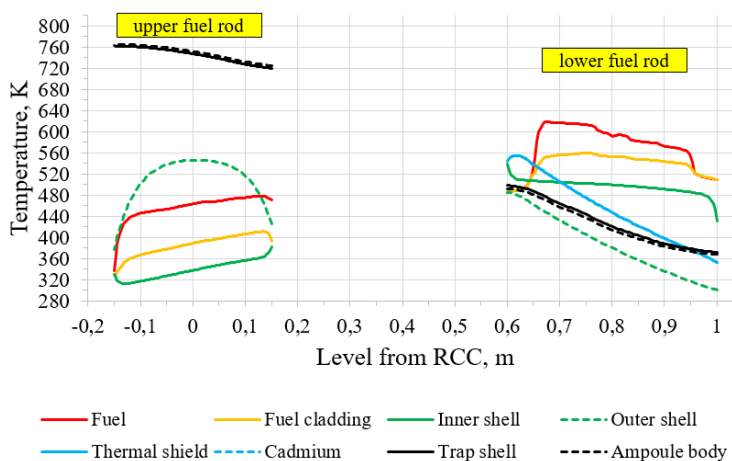 upper fuel rod
lower fuel rod
Temperature, K
800
760
720
680
640
600
560
520
480
440
400
360
320
280
-0,2 -0,1 0 0,1 0,2 0,3 0,4 0,5 0,6 0,7 0,8 0,9 1
Level from RCC, m
Fuel Fuel cladding Inner shell Outer shell
Thermal shield Cadmium Trap shell Ampoule body